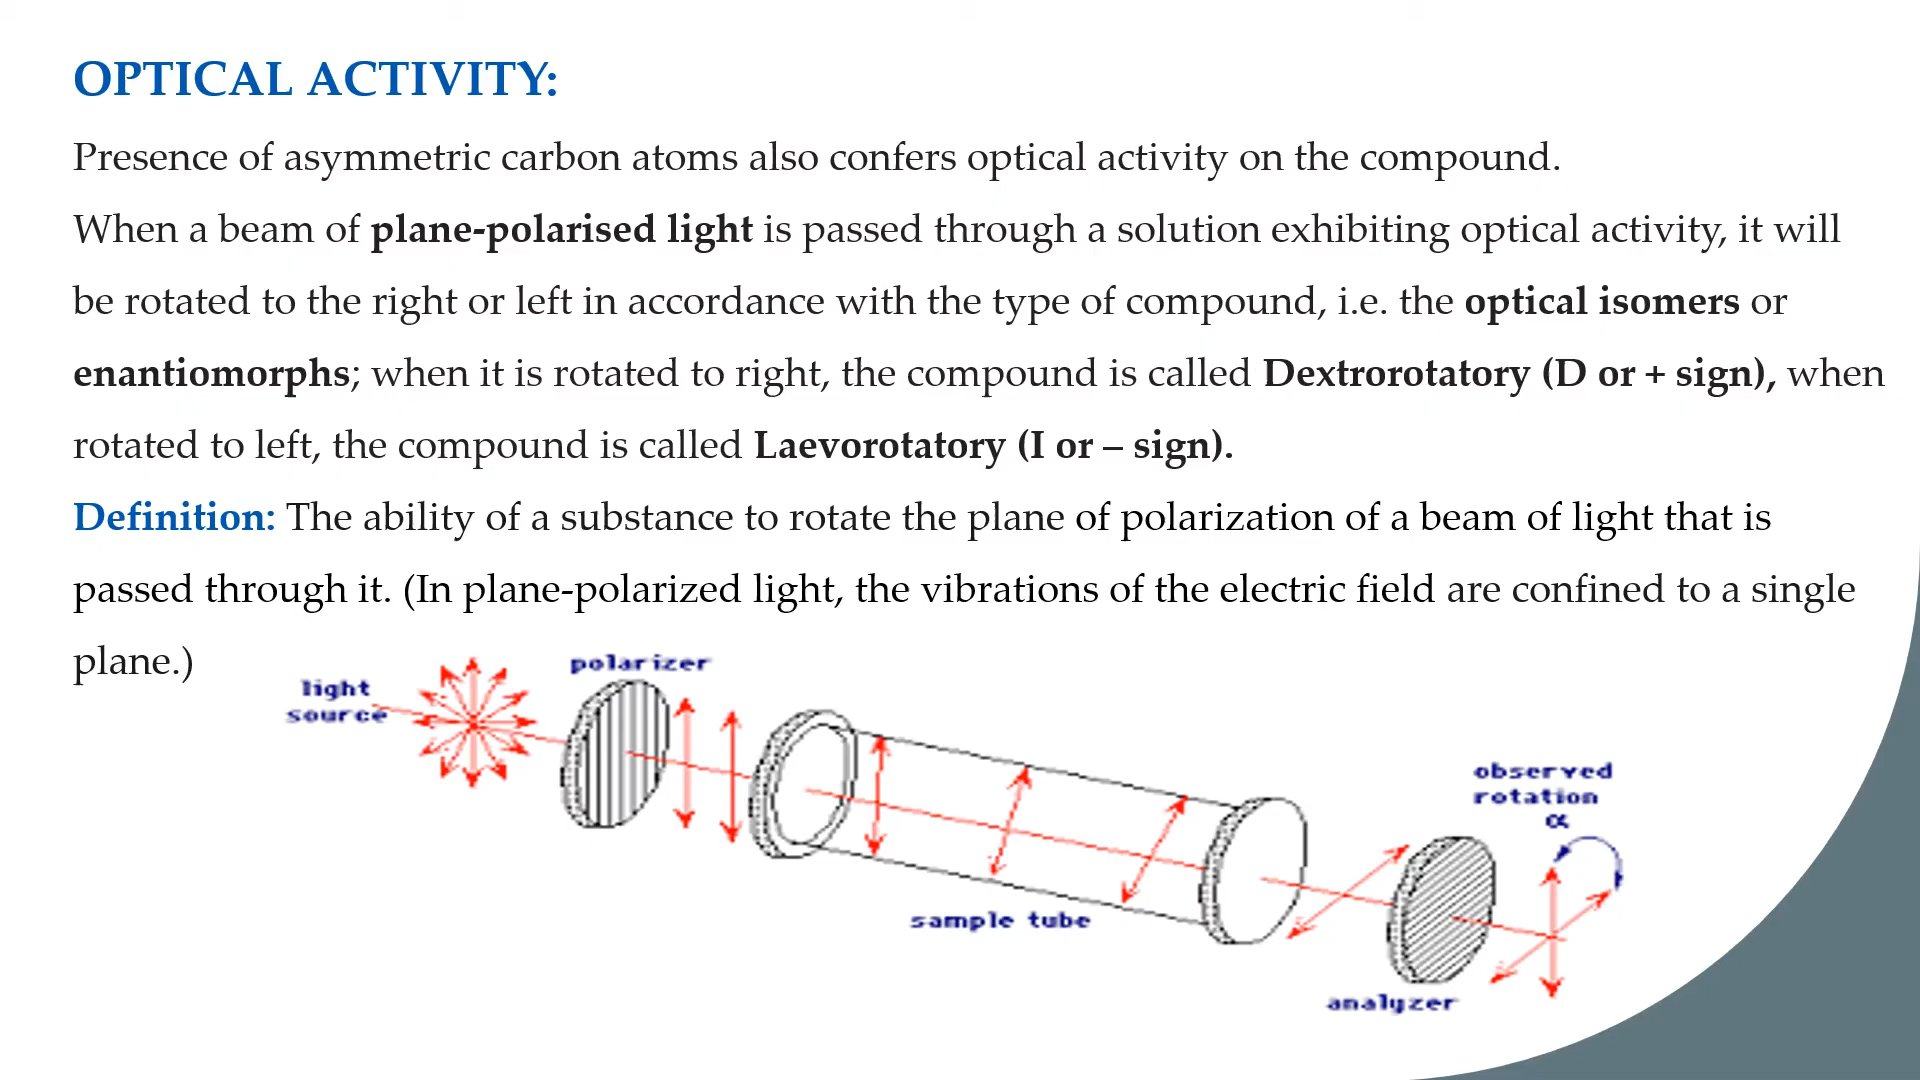 OPTICAL ACTIVITY:
Presence of asymmetric carbon atoms also confers optical activity on the compound.
When a beam of plane-polarised light is passed through a solution exhibiting optical activity, it will
be rotated to the right or left in accordance with the type of compound, i.e. the optical isomers or
enantiomorphs; when it is rotated to right, the compound is called Dextrorotatory (D or + sign), when
rotated to left, the compound is called Laevorotatory (I or – sign).
Definition: The ability of a substance to rotate the plane of polarization of a beam of light that is
passed through it. (In plane-polarized light, the vibrations of the electric field are confined to a single
plane.)
light
source
polarizer
sample tube
observed
rotation
α
analyzer